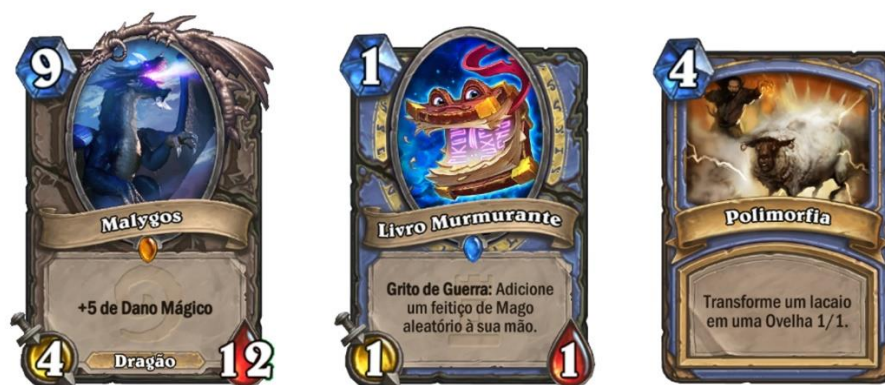 9
Malygos
+5 de Dano Mágico
4
Dragão
12
1
Livro Murmurante
Grito de Guerra: Adicione
um feitiço de Mago
aleatório à sua mão.
1
1
4
Polimorfia
Transforme um lacaio
em uma Ovelha 1/1.